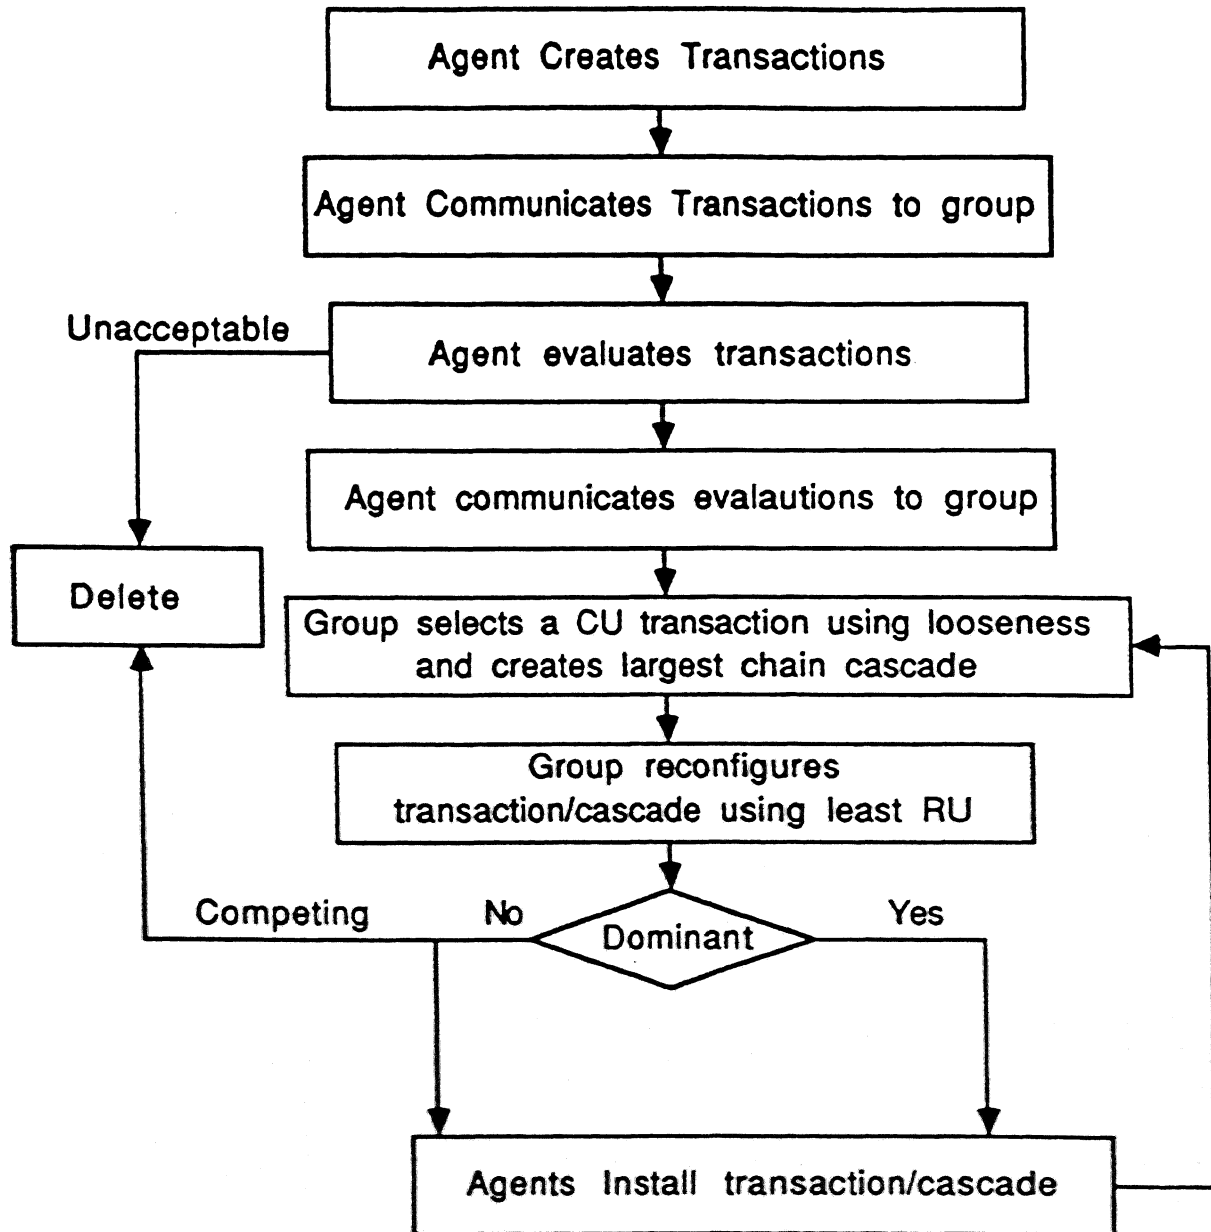 Agent Creates Transactions
Agent Communicates Transactions to group
Unacceptable
Agent evaluates transactions
Agent communicates evalautions to group
Delete
Group selects a CU transaction using looseness
and creates largest chain cascade
Group reconfigures
transaction/cascade using least RU
Competing
No
Dominant
Yes
Agents Install transaction/cascade